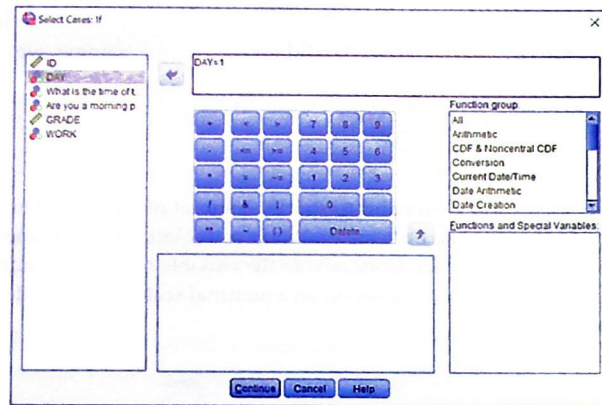 Select Cases: If
ID
DAY
What is the time of t
Are you a morning p
GRADE
WORK
DAY=1
+ < > 7 8 9
- <= >= 4 5 6
* = ~= 1 2 3
/ & | 0 .
** ~ ( ) Delete
Function group:
All
Arithmetic
CDF & Noncentral CDF
Conversion
Current Date/Time
Date Arithmetic
Date Creation
Functions and Special Variables:
Continue Cancel Help